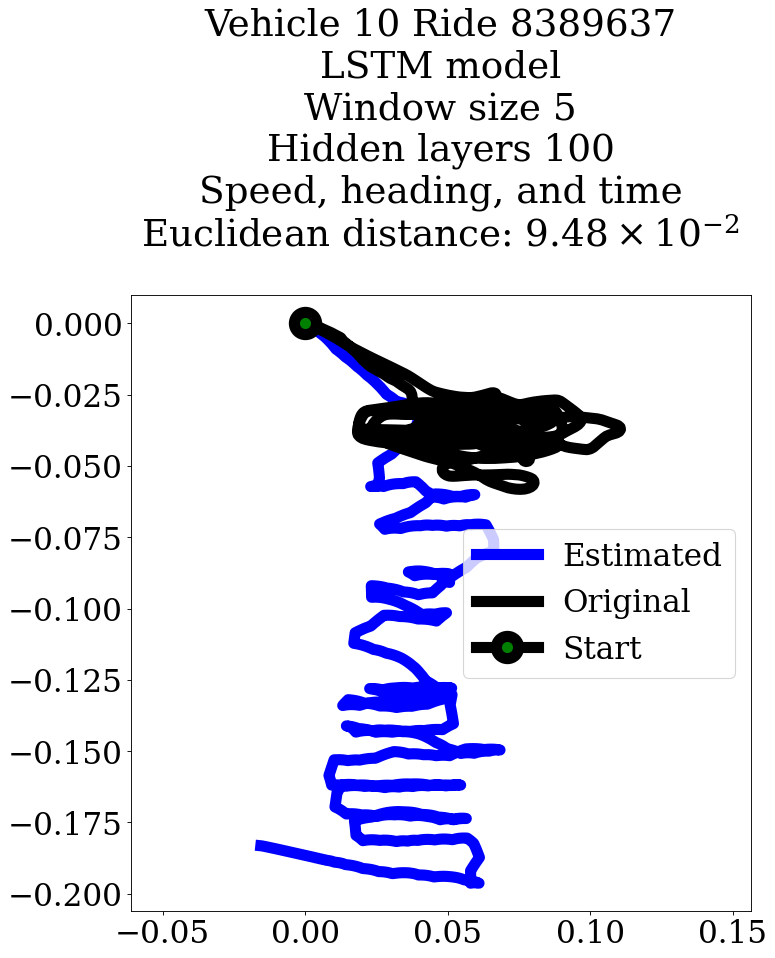 Vehicle 10 Ride 8389637
LSTM model
Window size 5
Hidden layers 100
Speed, heading, and time
Euclidean distance: 9.48 × 10⁻²
0.000
−0.025
−0.050
−0.075
−0.100
−0.125
−0.150
−0.175
−0.200
Estimated
Original
Start
−0.05 0.00 0.05 0.10 0.15